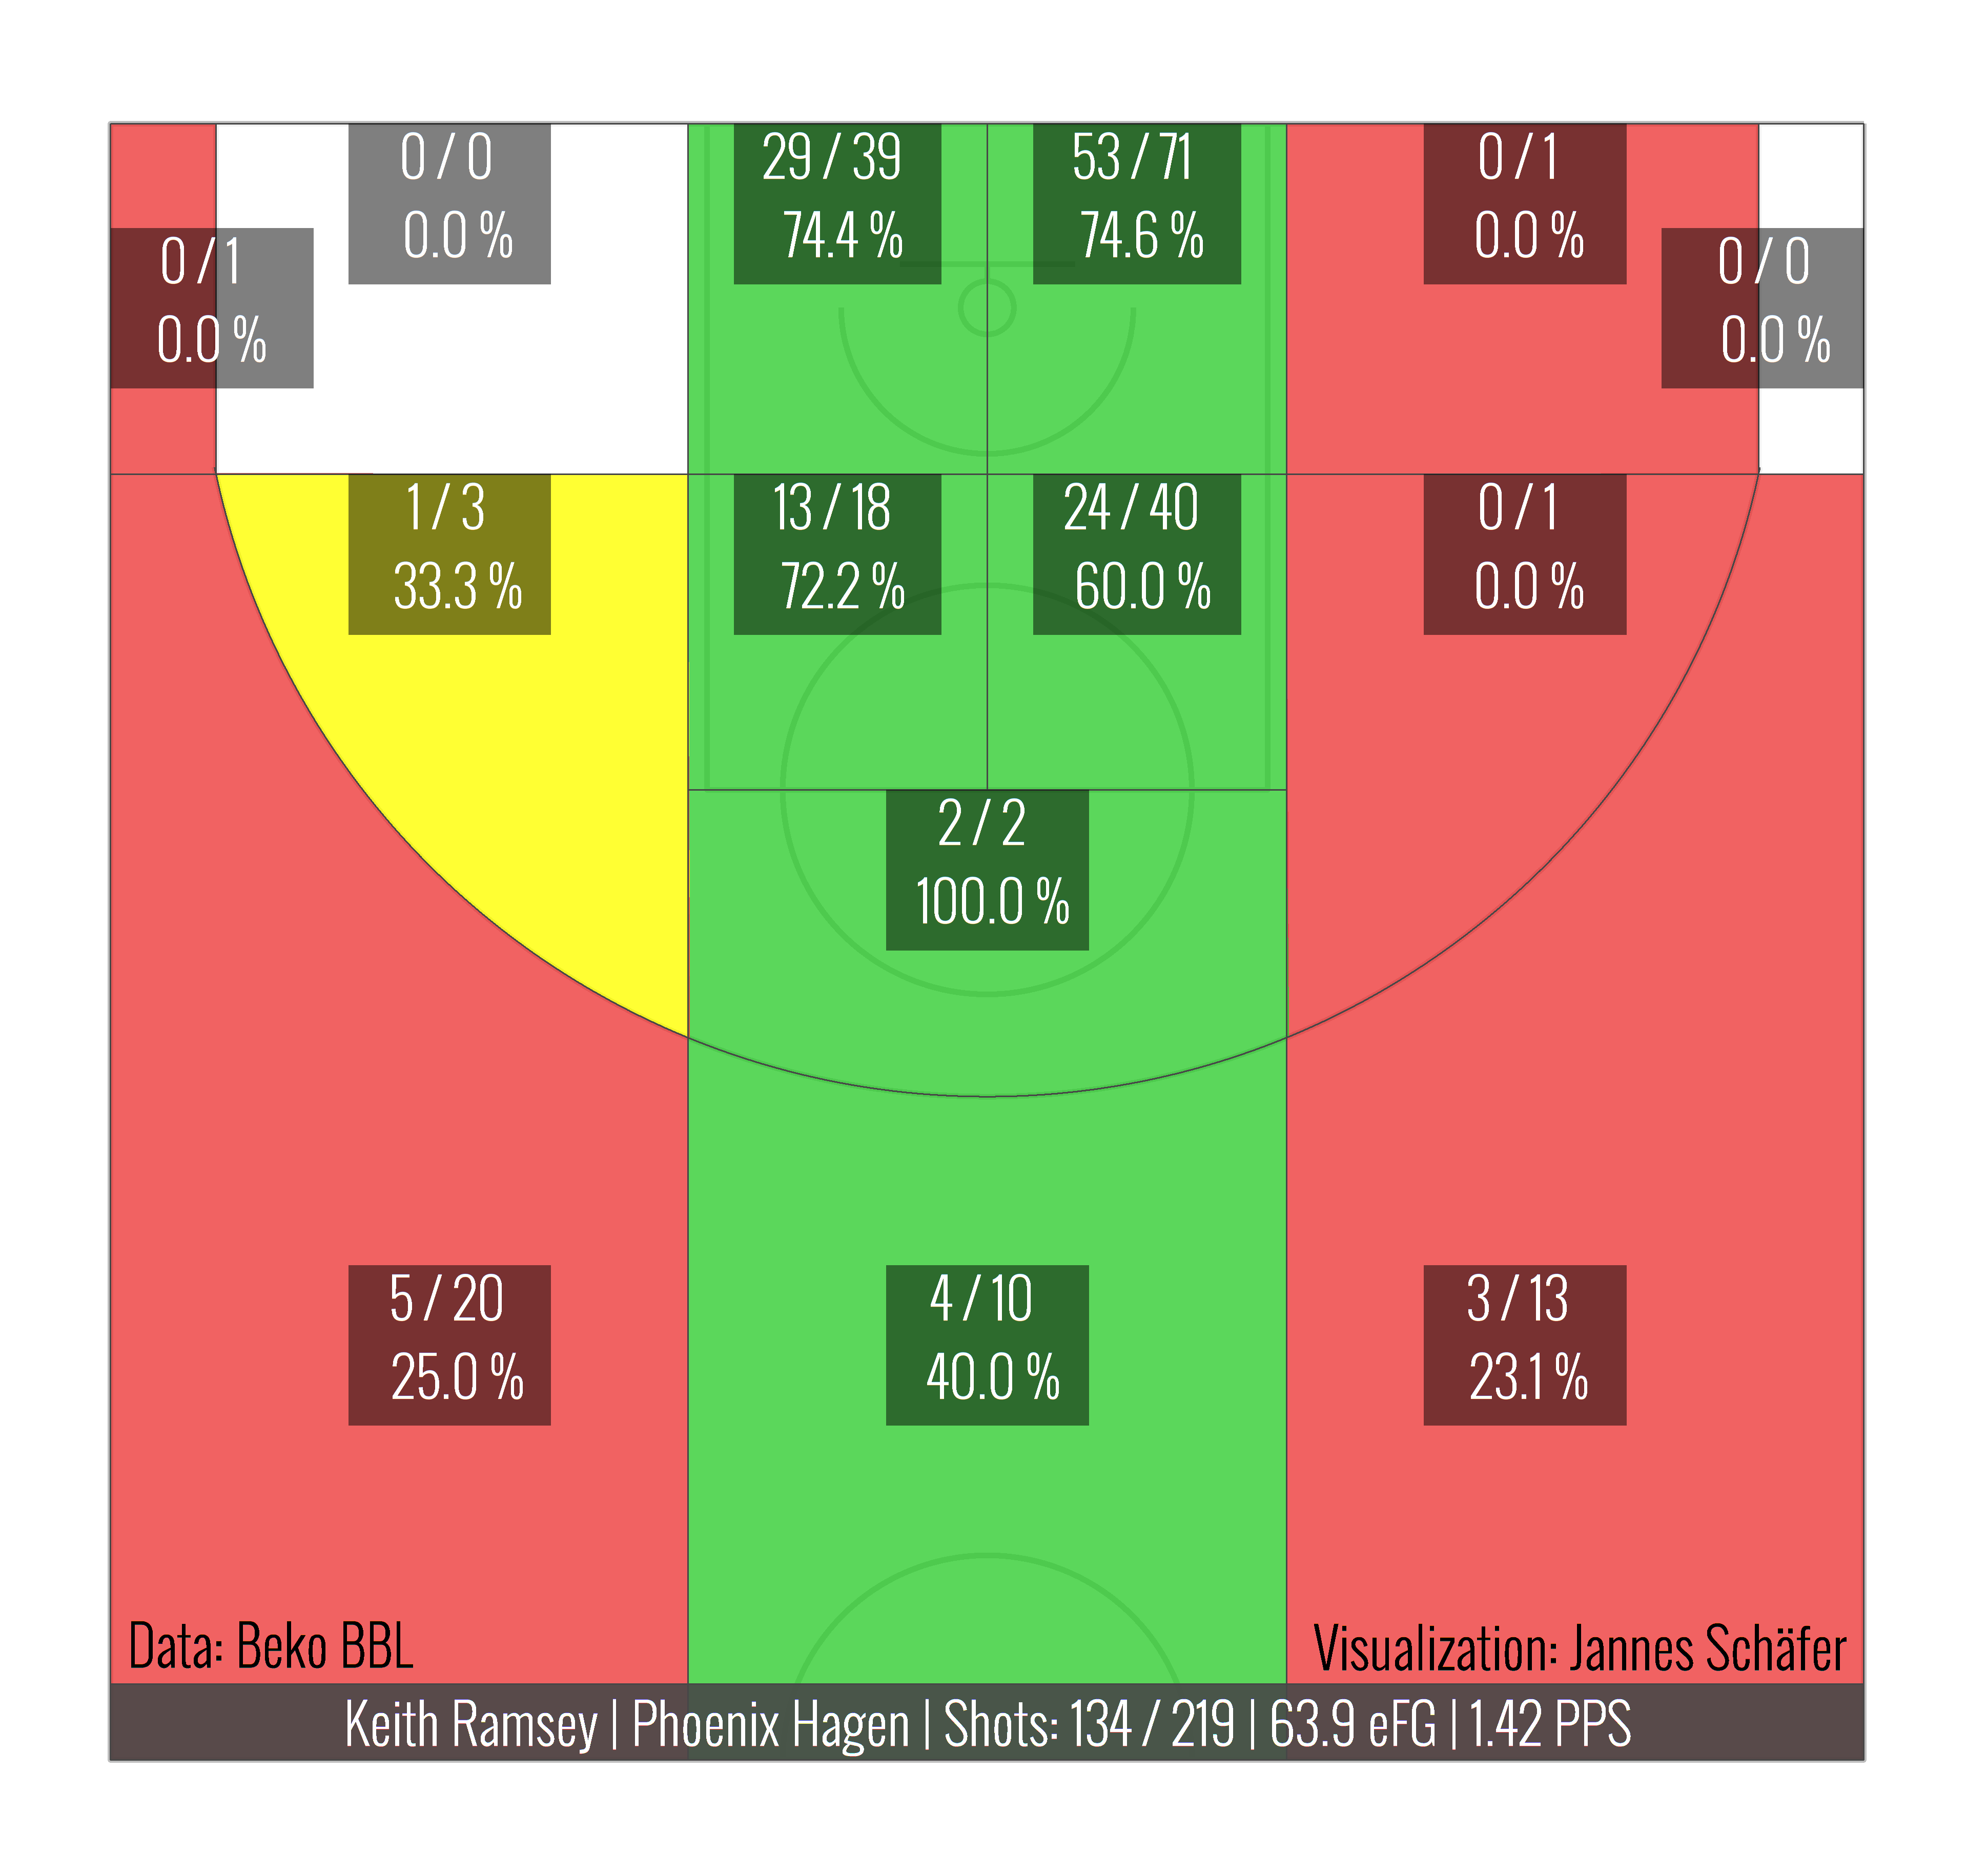 0 / 0
0.0 %
29 / 39
74.4 %
53 / 71
74.6 %
0 / 1
0.0 %
0 / 1
0.0 %
0 / 0
0.0 %
1 / 3
33.3 %
13 / 18
72.2 %
24 / 40
60.0 %
0 / 1
0.0 %
2 / 2
100.0 %
5 / 20
25.0 %
4 / 10
40.0 %
3 / 13
23.1 %
Data: Beko BBL
Visualization: Jannes Schäfer
Keith Ramsey | Phoenix Hagen | Shots: 134 / 219 | 63.9 eFG | 1.42 PPS